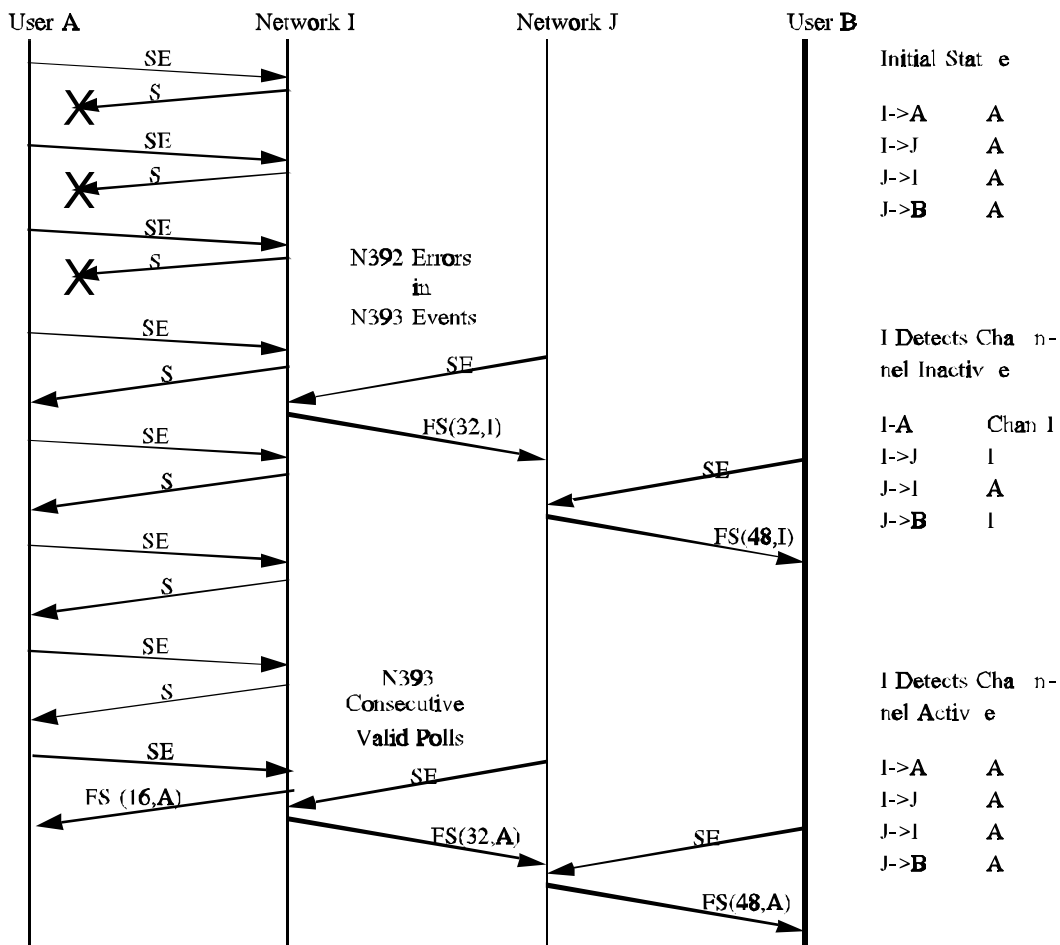 User A Network I Network J User B
SE
S
X
SE
S
X
SE
S
X
N392 Errors
in
N393 Events
SE
S
SE
FS(32,I)
SE
S
SE
FS(48,I)
SE
S
SE
S
N393
Consecutive
Valid Polls
SE
SE
FS (16,A)
FS(32,A)
SE
FS(48,A)
Initial Stat e
I->A A
I->J A
J->I A
J->B A
I Detects Cha n-
nel Inactiv e
I-A Chan I
I->J I
J->I A
J->B I
I Detects Cha n-
nel Activ e
I->A A
I->J A
J->I A
J->B A